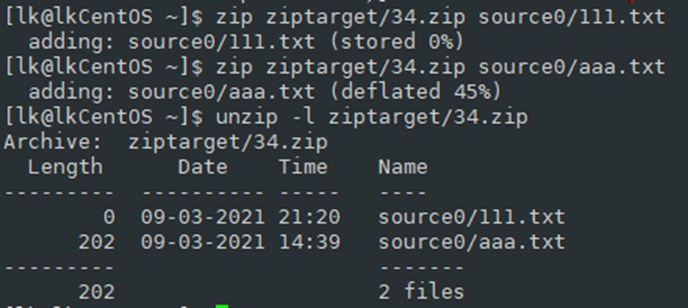 [lk@lkCentOS ~]$ zip ziptarget/34.zip source0/111.txt
  adding: source0/111.txt (stored 0%)
[lk@lkCentOS ~]$ zip ziptarget/34.zip source0/aaa.txt
  adding: source0/aaa.txt (deflated 45%)
[lk@lkCentOS ~]$ unzip -l ziptarget/34.zip
Archive:  ziptarget/34.zip
  Length      Date    Time    Name
---------  ---------- -----   ----
        0  09-03-2021 21:20   source0/111.txt
      202  09-03-2021 14:39   source0/aaa.txt
---------                     -------
      202                     2 files